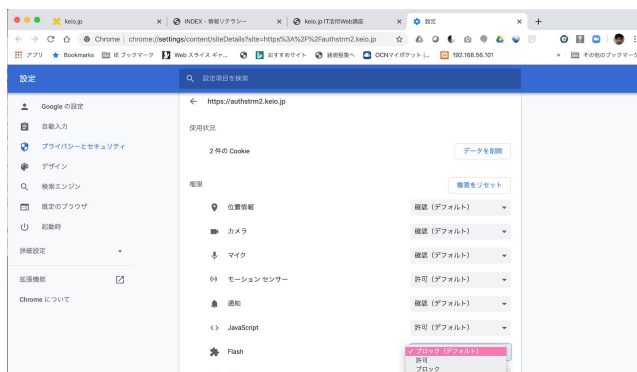 keio.jp
INDEX - 情報リテラシー
keio.jp IT活用Web講座
設定
Chrome | chrome://settings/content/siteDetails?site=https%3A%2F%2Fauthstrm2.keio.jp
アプリ
Bookmarks
IE ブックマーク
Web スライス ギャ...
おすすめサイト
OCNマイポケット |...
192.168.56.101
»
その他のブックマーク
設定
設定項目を検索
Google の設定
自動入力
プライバシーとセキュリティ
デザイン
検索エンジン
既定のブラウザ
起動時
詳細設定
拡張機能
Chrome について
https://authstrm2.keio.jp
使用状況
2 件の Cookie
データを削除
権限
権限をリセット
位置情報
確認（デフォルト）
カメラ
確認（デフォルト）
マイク
確認（デフォルト）
モーション センサー
許可（デフォルト）
通知
確認（デフォルト）
JavaScript
許可（デフォルト）
Flash
✓ ブロック（デフォルト）
許可
ブロック